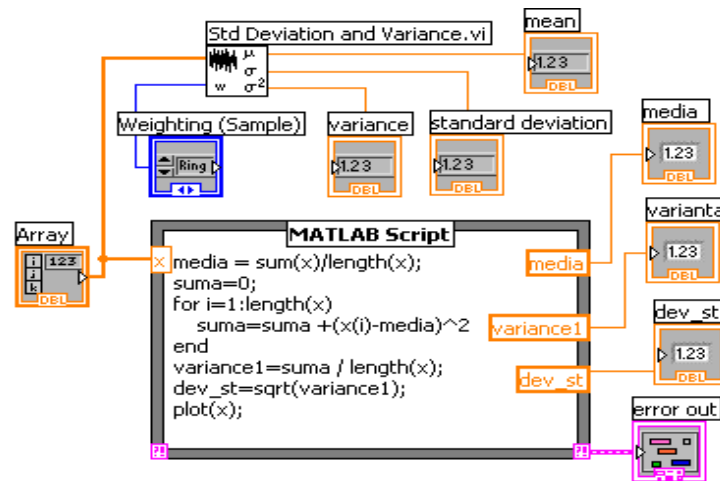 Std Deviation and Variance.vi
mean
μ
σ
w σ²
1.23
DBL
Weighting (Sample)
variance
standard deviation
media
Ring
1.23
DBL
1.23
DBL
1.23
DBL
varianta
Array
i
j
k
123
DBL
MATLAB Script
x
media = sum(x)/length(x);
suma=0;
for i=1:length(x)
suma=suma +(x(i)-media)^2
end
variance1=suma / length(x);
dev_st=sqrt(variance1);
plot(x);
media
variance1
dev_st
1.23
DBL
dev_st
1.23
DBL
error out
?!
?!